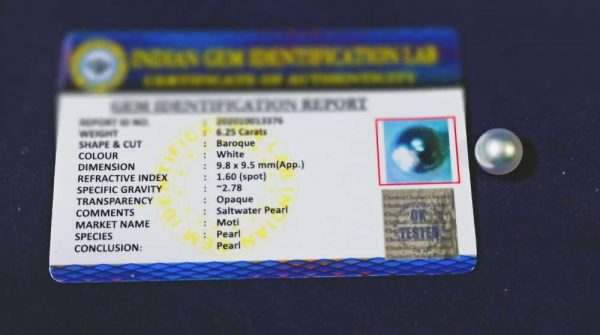 INDIAN GEM IDENTIFICATION LAB
CERTIFICATE OF AUTHENTICITY
GEM IDENTIFICATION REPORT
REPORT ID NO. : 202010013376
WEIGHT : 6.25 Carats
SHAPE & CUT : Baroque
COLOUR : White
DIMENSION : 9.8 x 9.5 mm(App.)
REFRACTIVE INDEX : 1.60 (spot)
SPECIFIC GRAVITY : ~2.78
TRANSPARENCY : Opaque
COMMENTS : Saltwater Pearl
MARKET NAME : Moti
SPECIES : Pearl
CONCLUSION: : Pearl
OK
TESTED